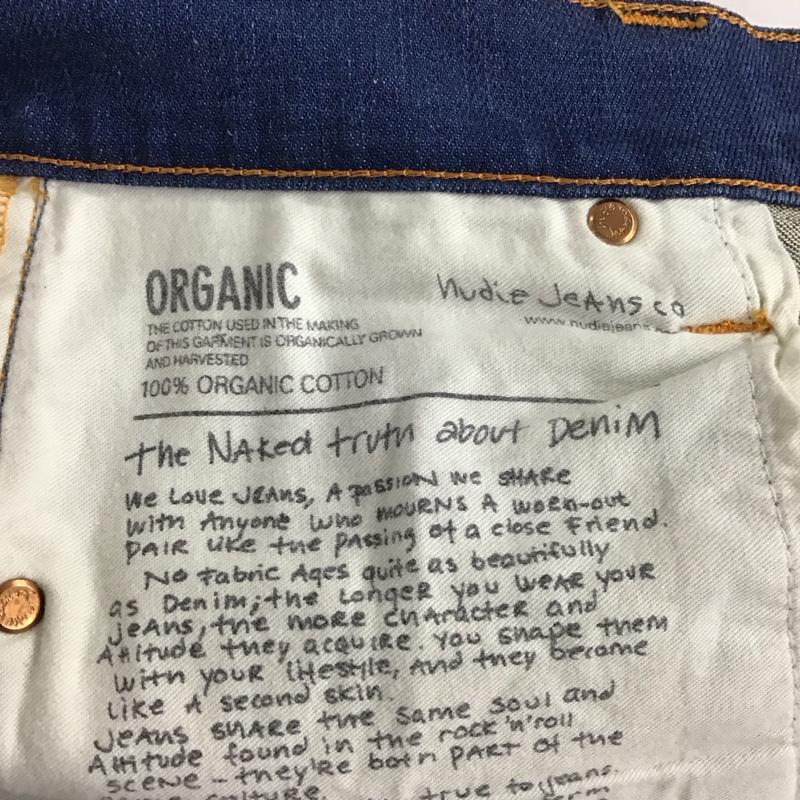 ORGANIC
THE COTTON USED IN THE MAKING
OF THIS GARMENT IS ORGANICALLY GROWN
AND HARVESTED
100% ORGANIC COTTON
Nudie Jeans co
www.nudiejeans
the Naked truth about Denim
We Love JEANS, A passion we SHARE
with Anyone who mourns A worn-out
PAIR like the passing of a close friend.
No fabric Ages quite as beautifully
as Denim; the Longer you wear your
jeans, the more character and
Attitude they acquire. You shape them
with your lifestyle, And they become
like A second skin.
Jeans share the same soul and
Attitude found in the rock 'n' roll
scene – they're both PART of the
culture. true to jeans.